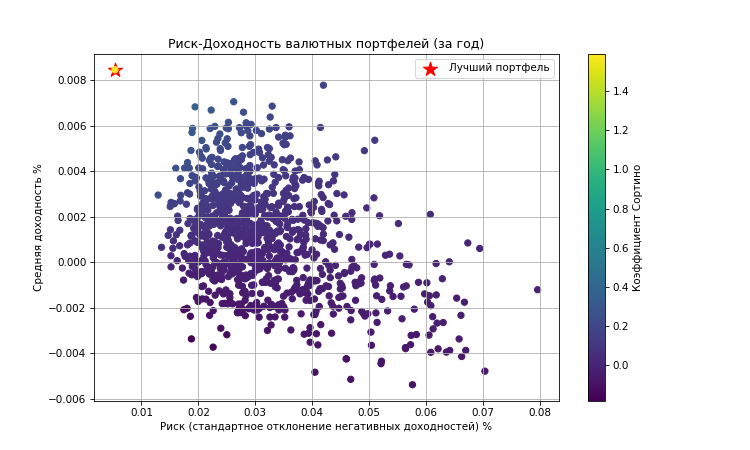 Риск-Доходность валютных портфелей (за год)
Лучший портфель
0.008
0.006
0.004
0.002
0.000
−0.002
−0.004
−0.006
Средняя доходность %
0.01 0.02 0.03 0.04 0.05 0.06 0.07 0.08
Риск (стандартное отклонение негативных доходностей) %
1.4
1.2
1.0
0.8
0.6
0.4
0.2
0.0
Коэффициент Сортино